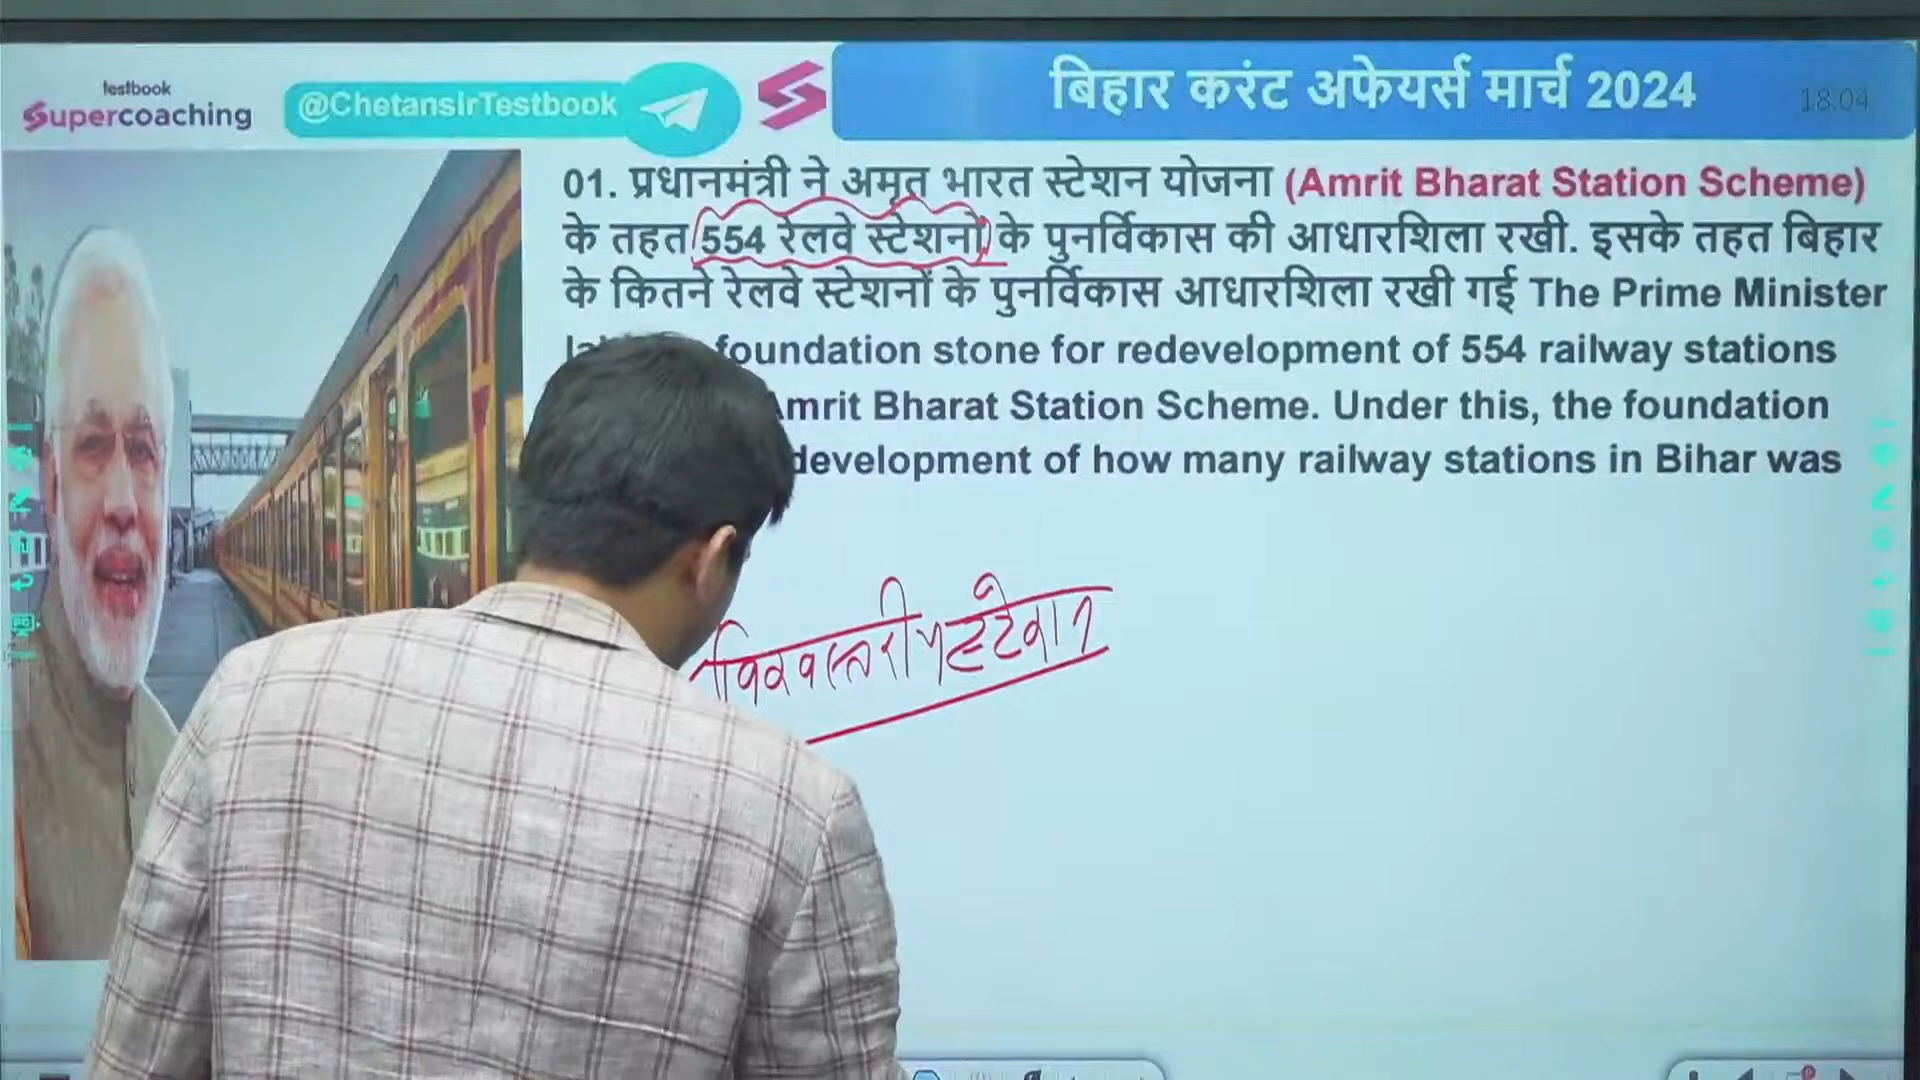 testbook
Supercoaching
@ChetansirTestbook
बिहार करंट अफेयर्स मार्च 2024
18.04
01. प्रधानमंत्री ने अमृत भारत स्टेशन योजना (Amrit Bharat Station Scheme)
के तहत 554 रेलवे स्टेशनों के पुनर्विकास की आधारशिला रखी. इसके तहत बिहार
के कितने रेलवे स्टेशनों के पुनर्विकास आधारशिला रखी गई The Prime Minister
foundation stone for redevelopment of 554 railway stations
Amrit Bharat Station Scheme. Under this, the foundation
development of how many railway stations in Bihar was
विश्वस्तरीय स्टेशन